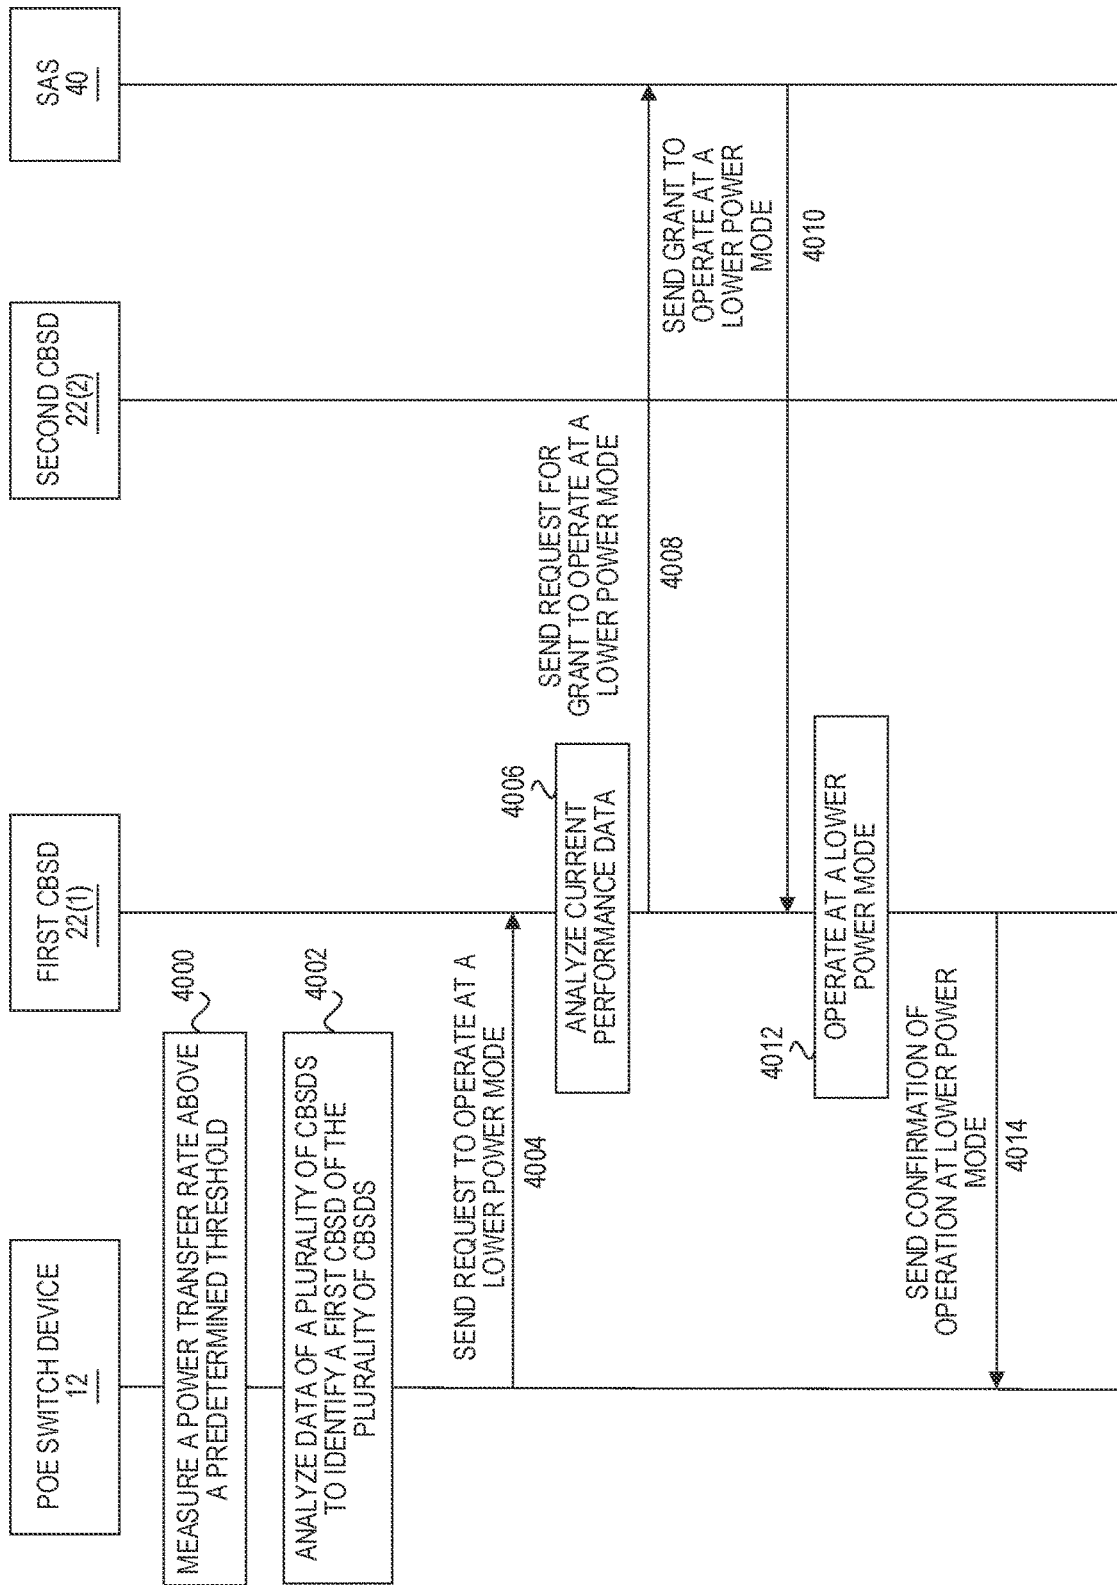 POE SWITCH DEVICE
12
FIRST CBSD
22(1)
SECOND CBSD
22(2)
SAS
40
MEASURE A POWER TRANSFER RATE ABOVE
A PREDETERMINED THRESHOLD
4000
ANALYZE DATA OF A PLURALITY OF CBSDS
TO IDENTIFY A FIRST CBSD OF THE
PLURALITY OF CBSDS
4002
SEND REQUEST TO OPERATE AT A
LOWER POWER MODE
4004
ANALYZE CURRENT
PERFORMANCE DATA
4006
SEND REQUEST FOR
GRANT TO OPERATE AT A
LOWER POWER MODE
4008
SEND GRANT TO
OPERATE AT A
LOWER POWER
MODE
4010
4012
OPERATE AT A LOWER
POWER MODE
SEND CONFIRMATION OF
OPERATION AT LOWER POWER
MODE
4014